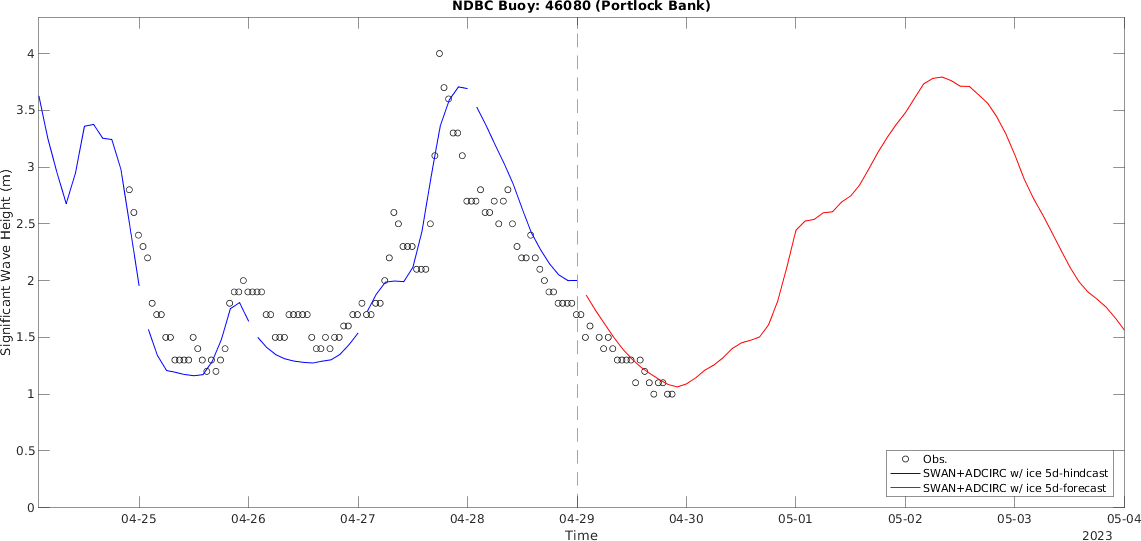 NDBC Buoy: 46080 (Portlock Bank)
4
3.5
3
2.5
2
1.5
1
0.5
0
Significant Wave Height (m)
Obs.
SWAN+ADCIRC w/ ice 5d-hindcast
SWAN+ADCIRC w/ ice 5d-forecast
04-25 04-26 04-27 04-28 04-29 04-30 05-01 05-02 05-03 05-04
Time
2023